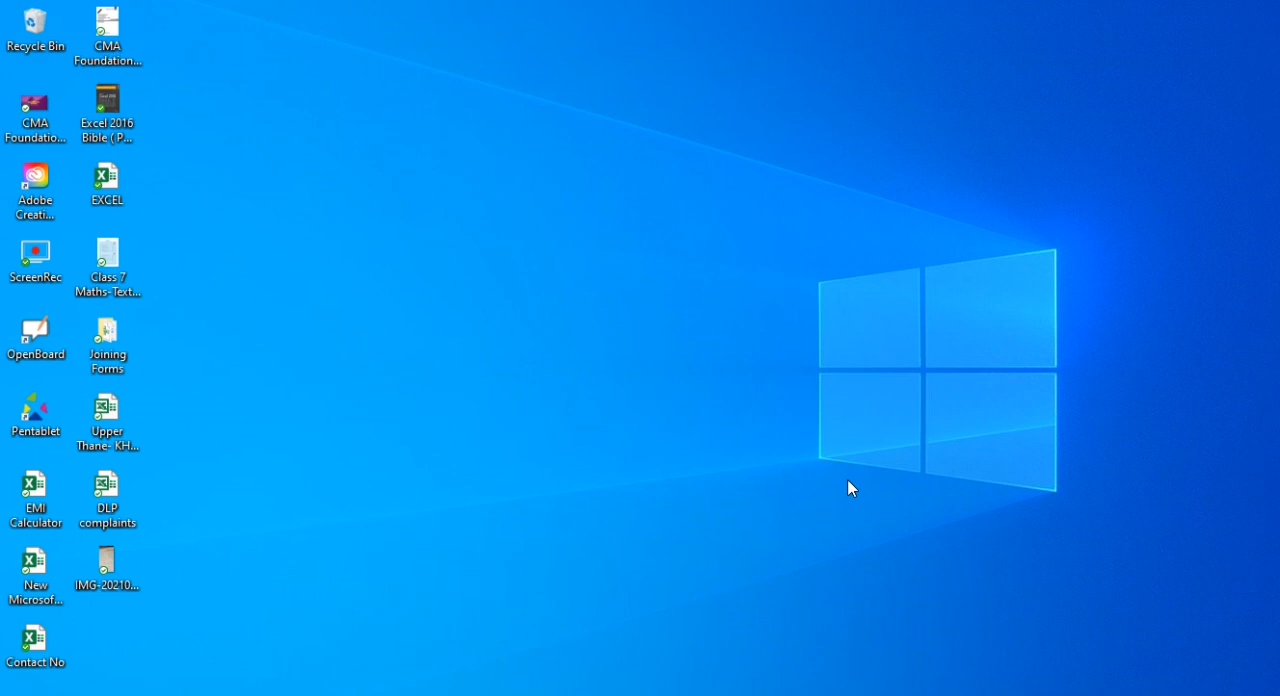 Recycle Bin
CMA
Foundatio...
Adobe
Creati...
ScreenRec
OpenBoard
Pentablet
EMI
Calculator
New
Microsof...
Contact No
CMA
Foundation...
Excel 2016
Bible ( P...
EXCEL
Class 7
Maths-Text...
Joining
Forms
Upper
Thane- KH...
DLP
complaints
IMG-20210...